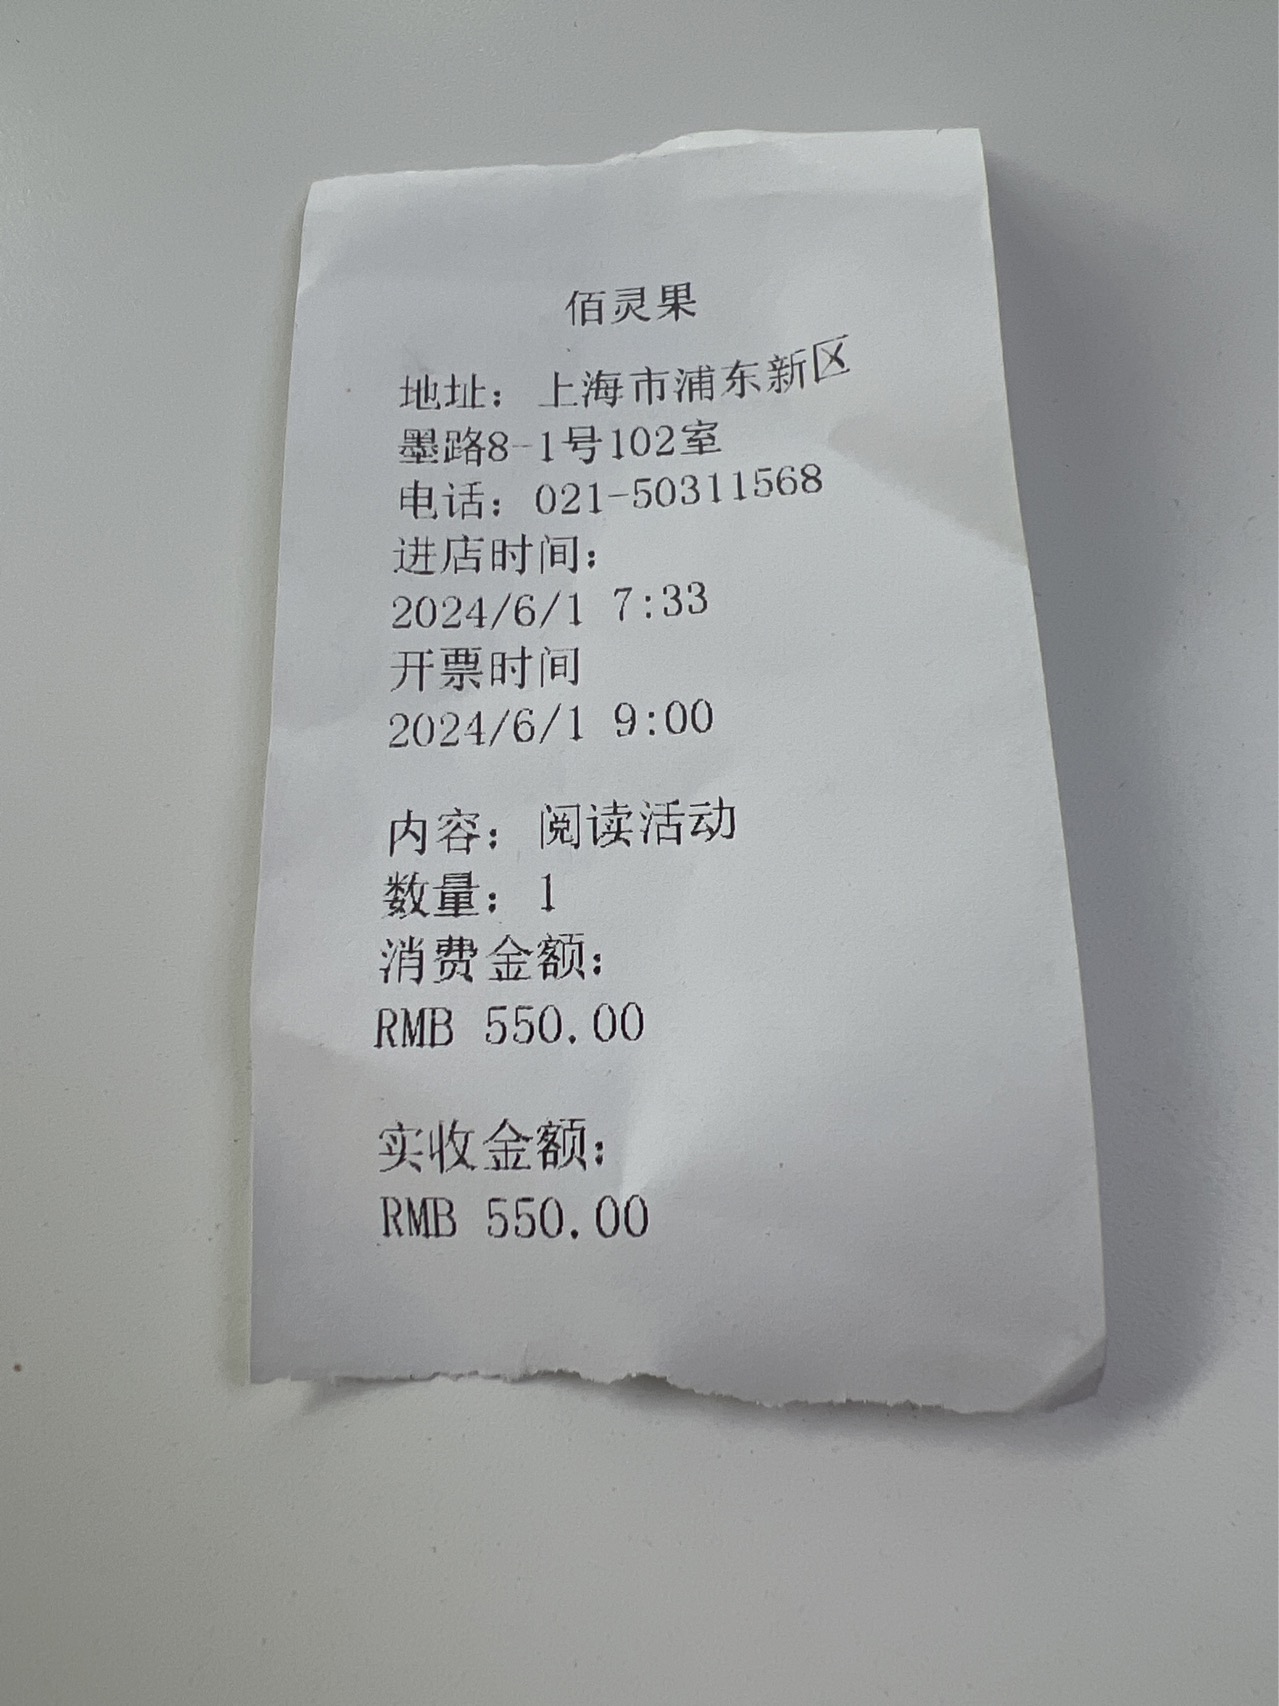 佰灵果
地址：上海市浦东新区
墨路8-1号102室
电话：021-50311568
进店时间：
2024/6/1 7:33
开票时间
2024/6/1 9:00
内容：阅读活动
数量：1
消费金额：
RMB 550.00
实收金额：
RMB 550.00